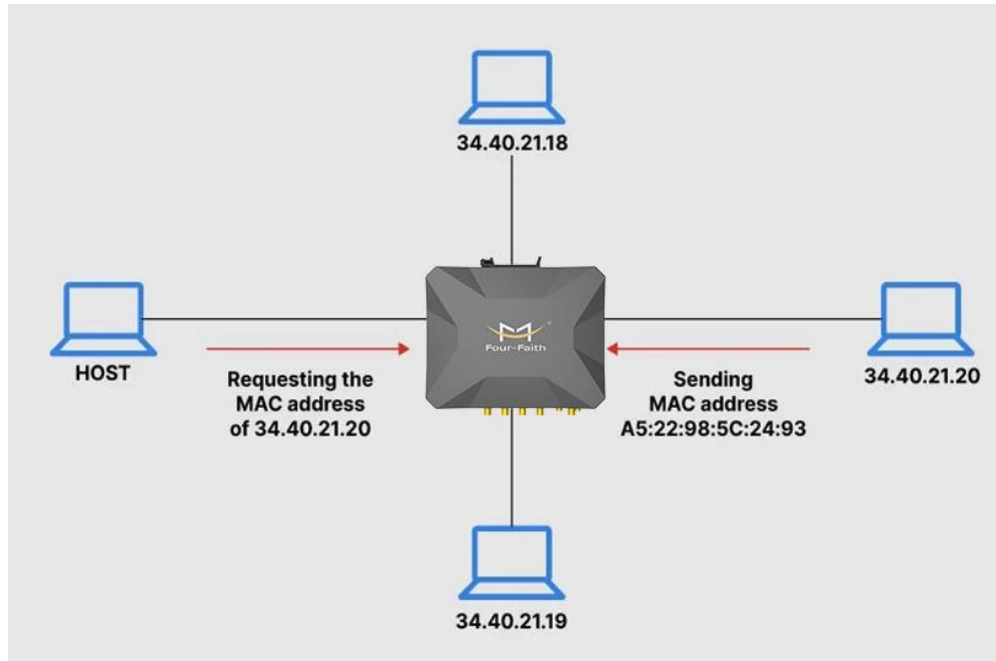 34.40.21.18
Four-Faith
HOST
Requesting the
MAC address
of 34.40.21.20
Sending
MAC address
A5:22:98:5C:24:93
34.40.21.20
34.40.21.19